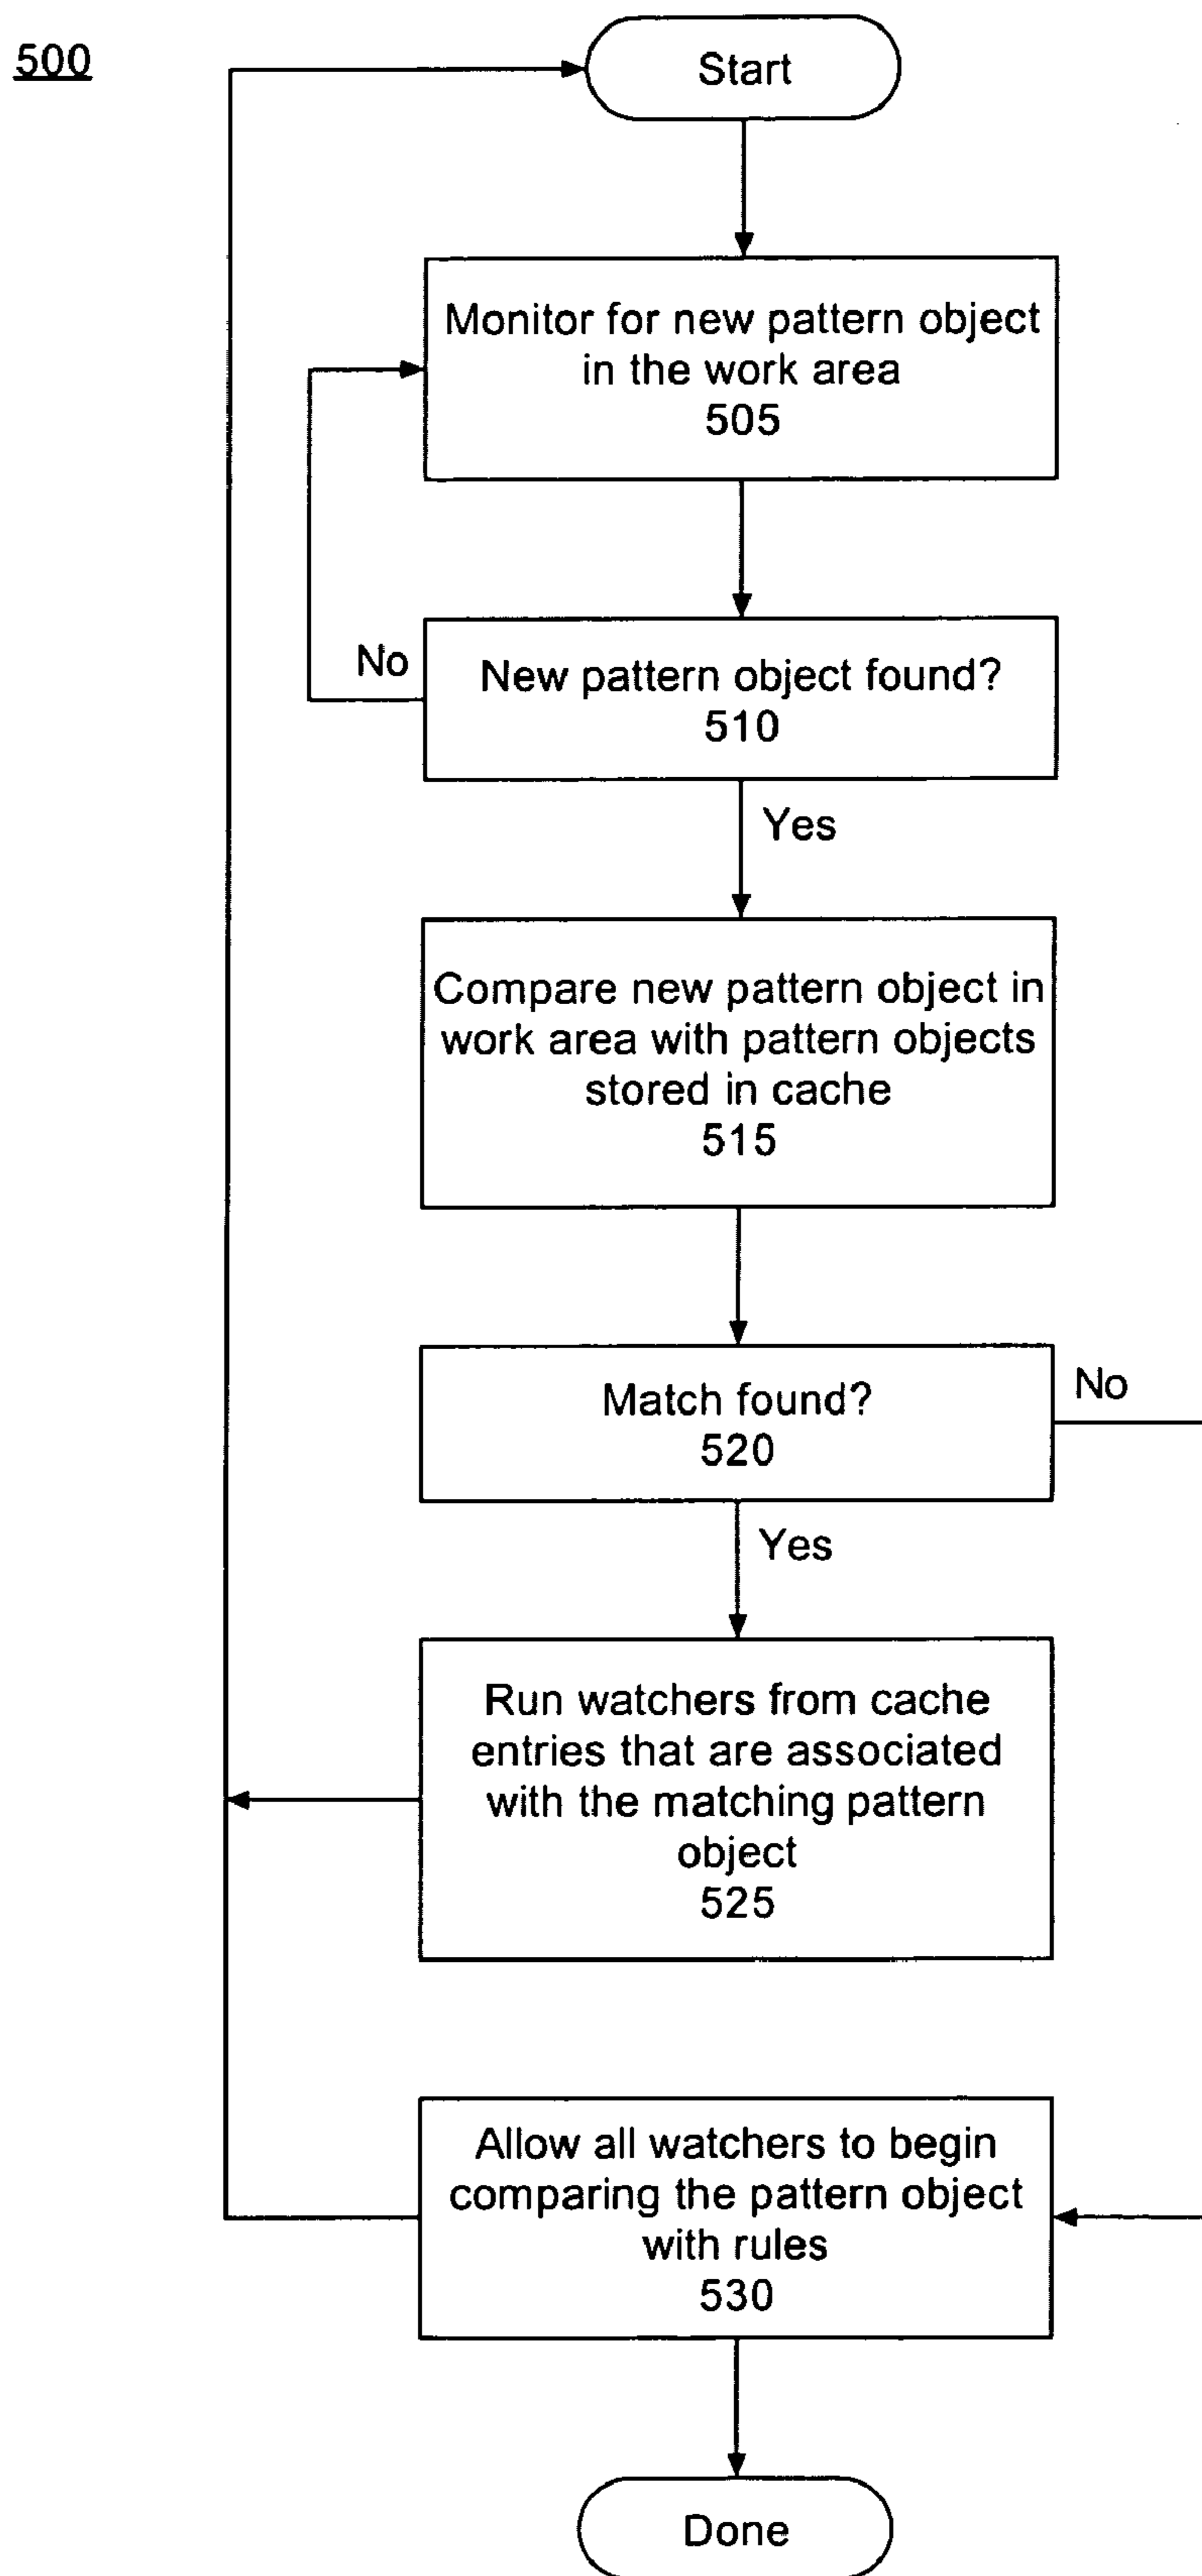 500
Start
Monitor for new pattern object
in the work area
505
No
New pattern object found?
510
Yes
Compare new pattern object in
work area with pattern objects
stored in cache
515
Match found?
520
No
Yes
Run watchers from cache
entries that are associated
with the matching pattern
object
525
Allow all watchers to begin
comparing the pattern object
with rules
530
Done